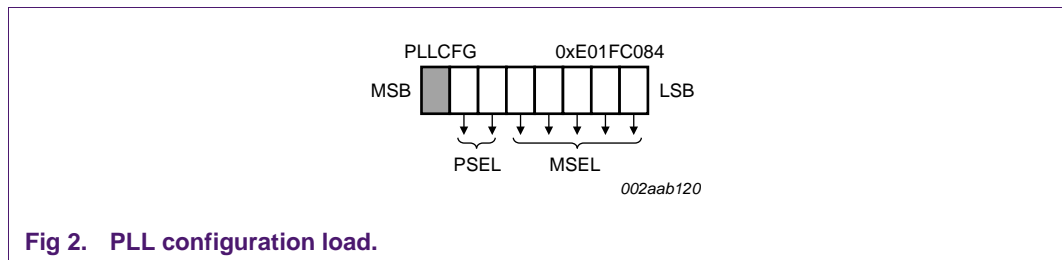 PLLCFG 0xE01FC084
MSB LSB
PSEL MSEL
002aab120
Fig 2. PLL configuration load.